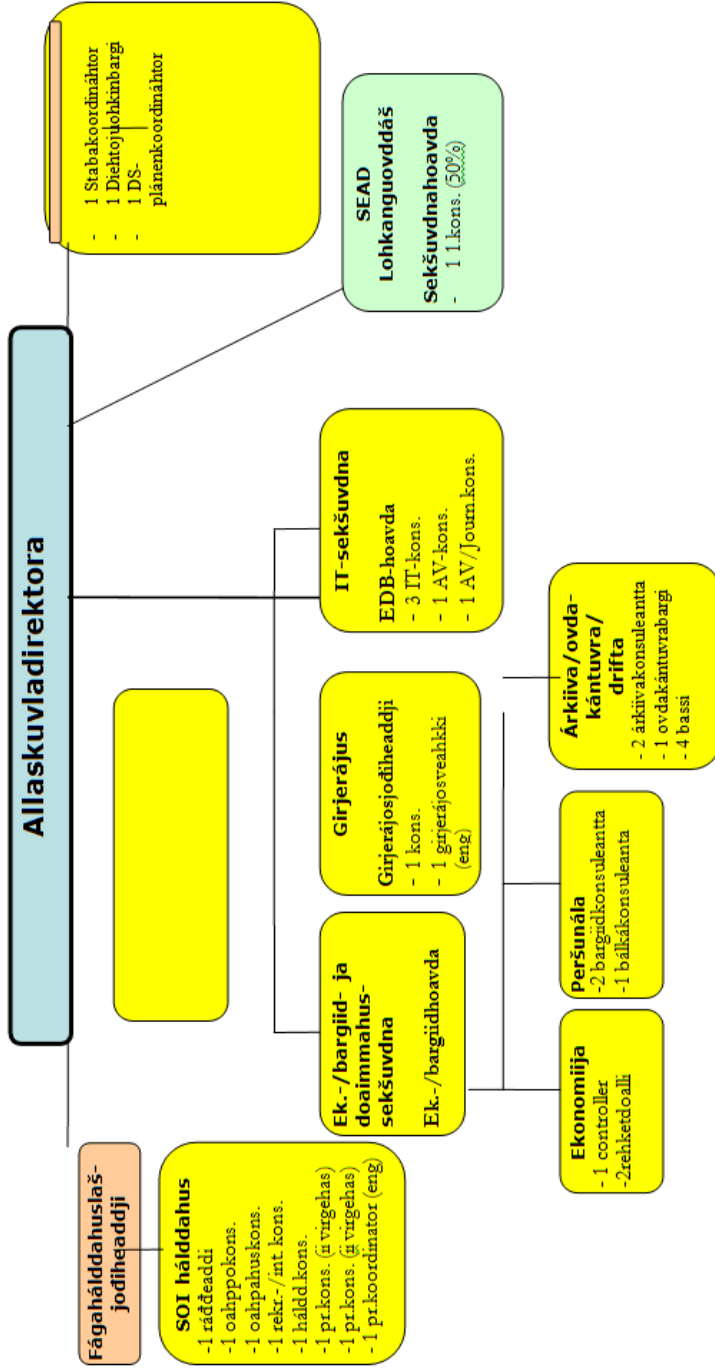 Allaskuvladirektora
Fágahálddahuslaš-
jođiheaddji
SOI hálddahus
-1 ráđđeaddi
-1 oahppokons.
-1 oahpahuskons.
-1 rekr.-/int. kons.
-1 háldd.kons.
-1 pr.kons. (ii virgehas)
-1 pr.kons. (ii virgehas)
- 1 pr.koordinator (eng)
- 1 Stabakoordináhtor
- 1 Diehtojuohkinbargi
- 1 DS-
plánenkoordináhtor
Ek.-/bargiid- ja
doaimmahus-
sekšuvdna
Ek.-/bargiidhoavda
Girjerájus
Girjerájosjođiheaddji
- 1 kons.
- 1 girjerájosveahkki
(eng)
IT-sekšuvdna
EDB-hoavda
- 3 IT-kons.
- 1 AV-kons.
- 1 AV/Journ.kons.
SEAD
Lohkanguovddáš
Sekšuvdnahoavda
- 1 1.kons. (50%)
Ekonomiija
- 1 controller
-2rehketdoalli
Peršunála
-2 bargiidkonsuleantta
-1 bálkákonsuleanta
Árkiiva/ovda-
kántuvra/
drifta
- 2 árkiivakonsuleantta
- 1 ovdakántuvrabargi
- 4 bassi